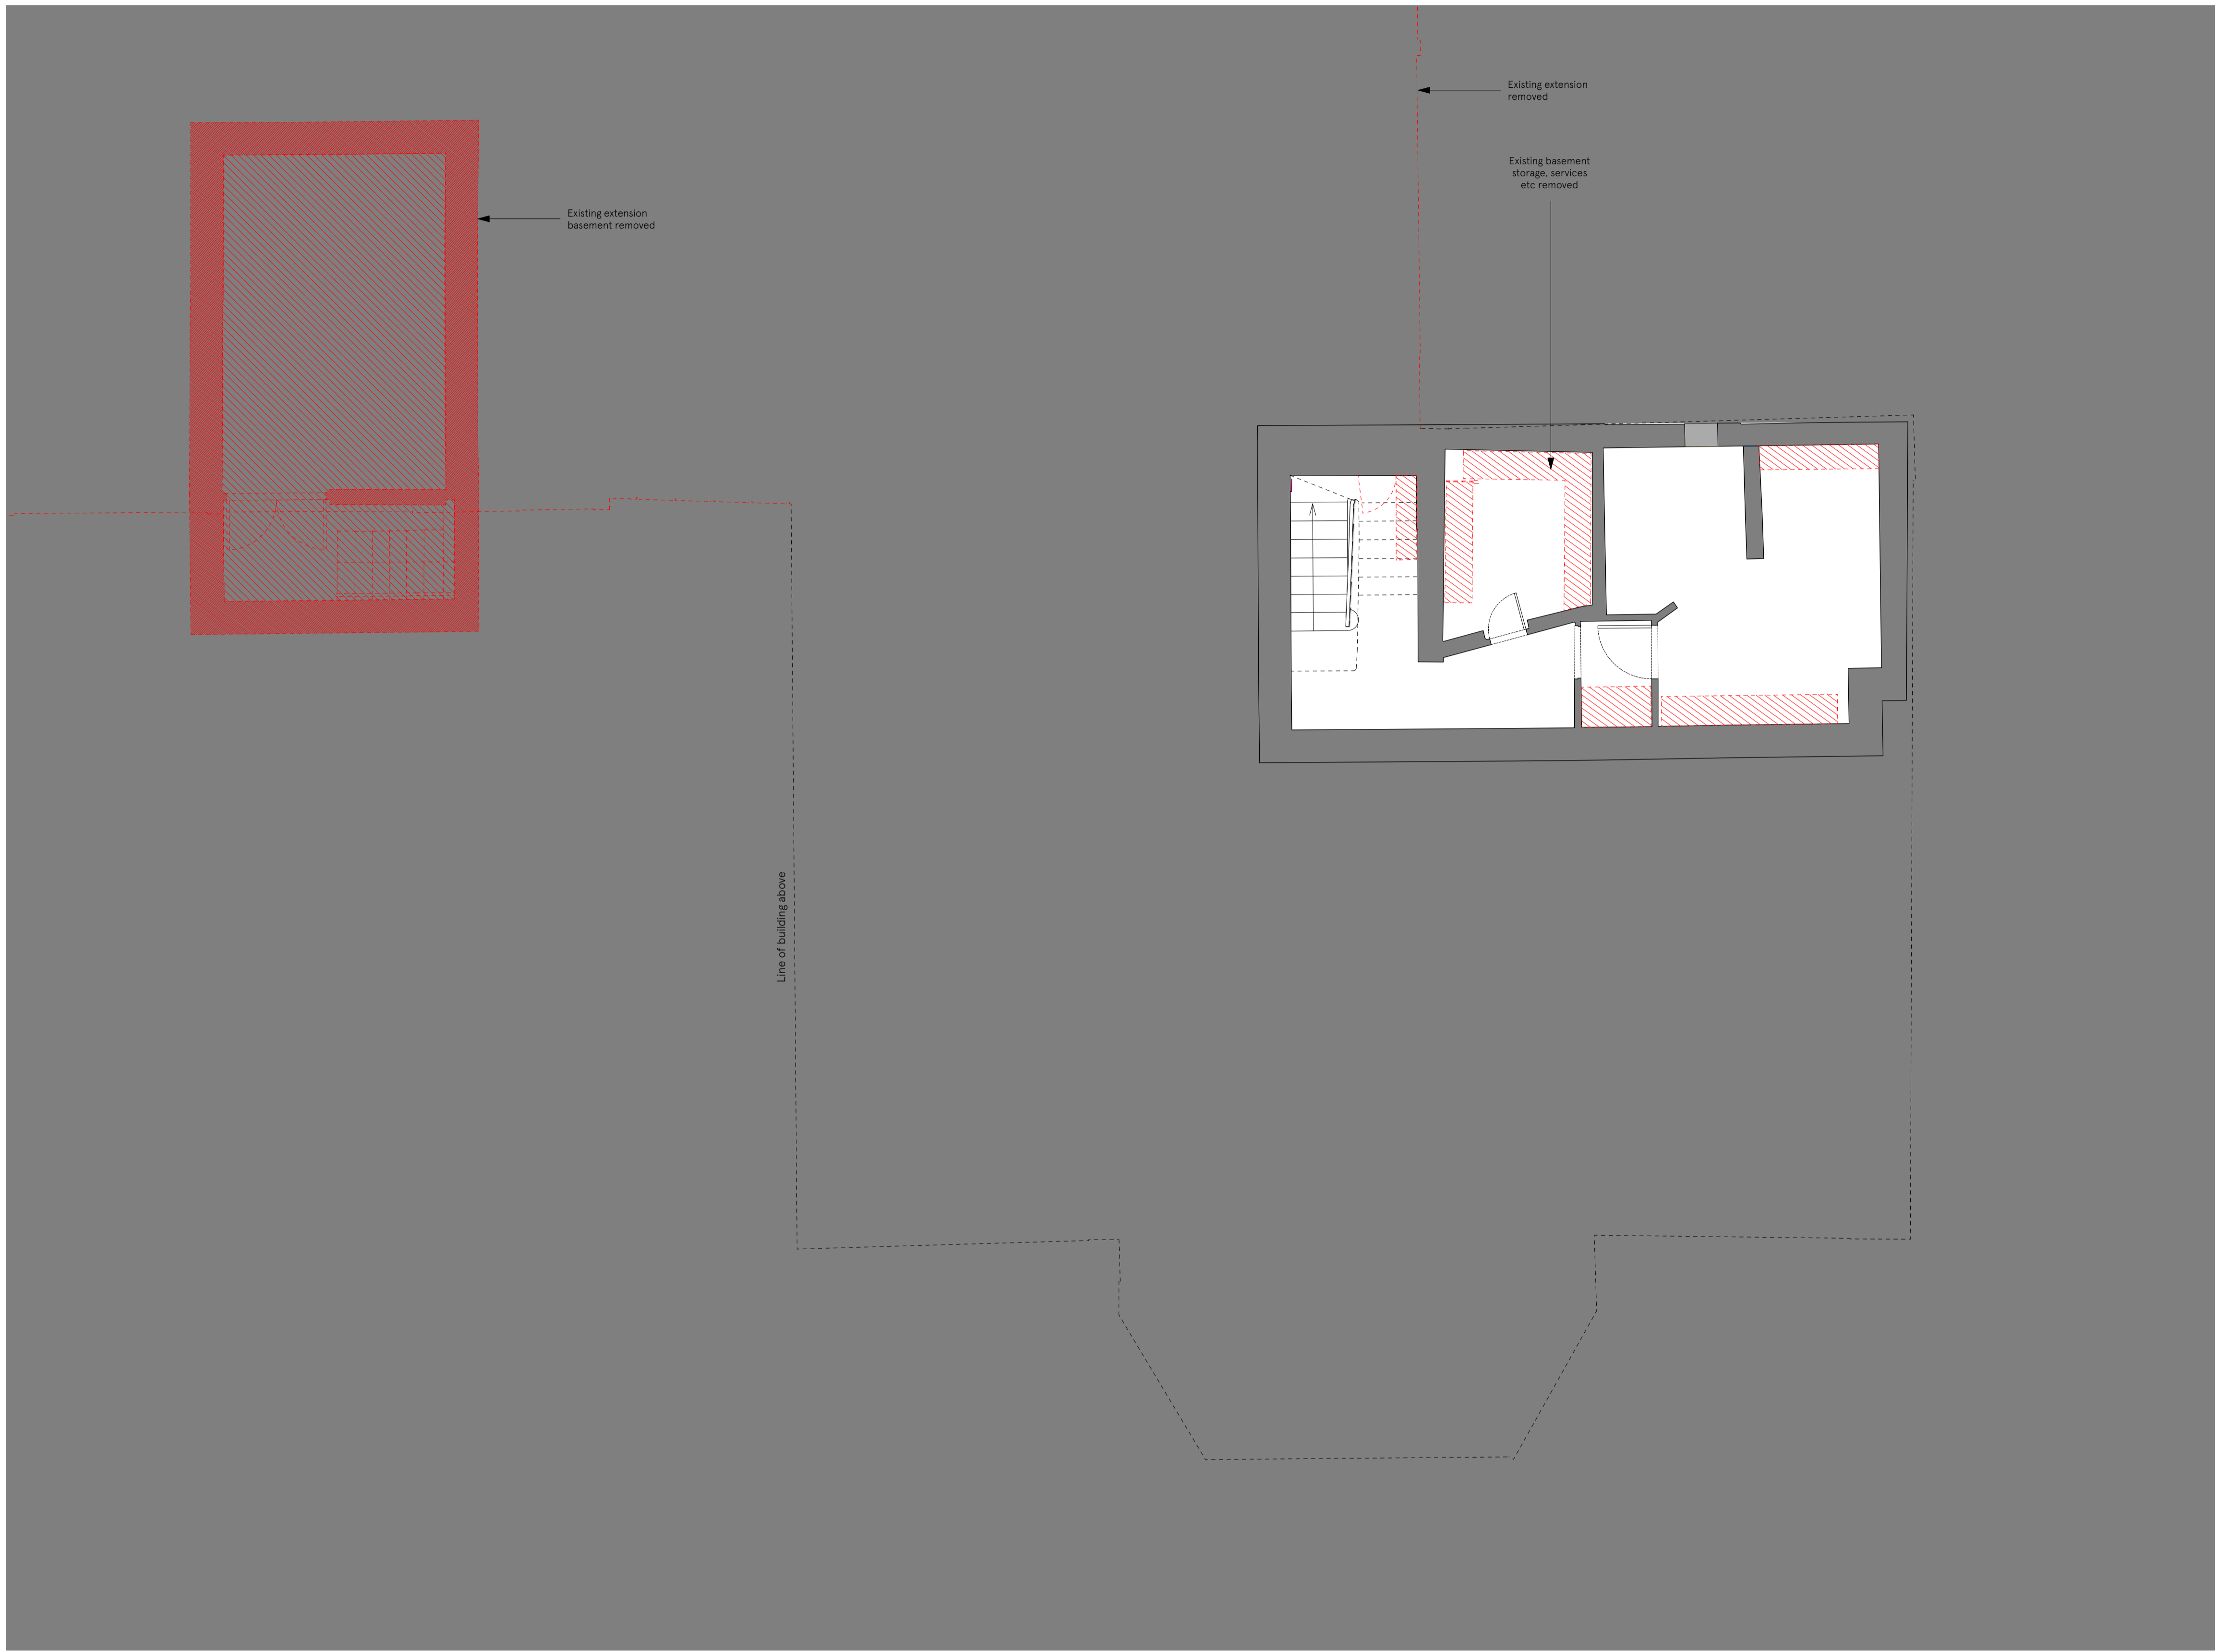 Existing extension
removed
Existing basement
storage, services
etc removed
Existing extension
basement removed
Line of building above